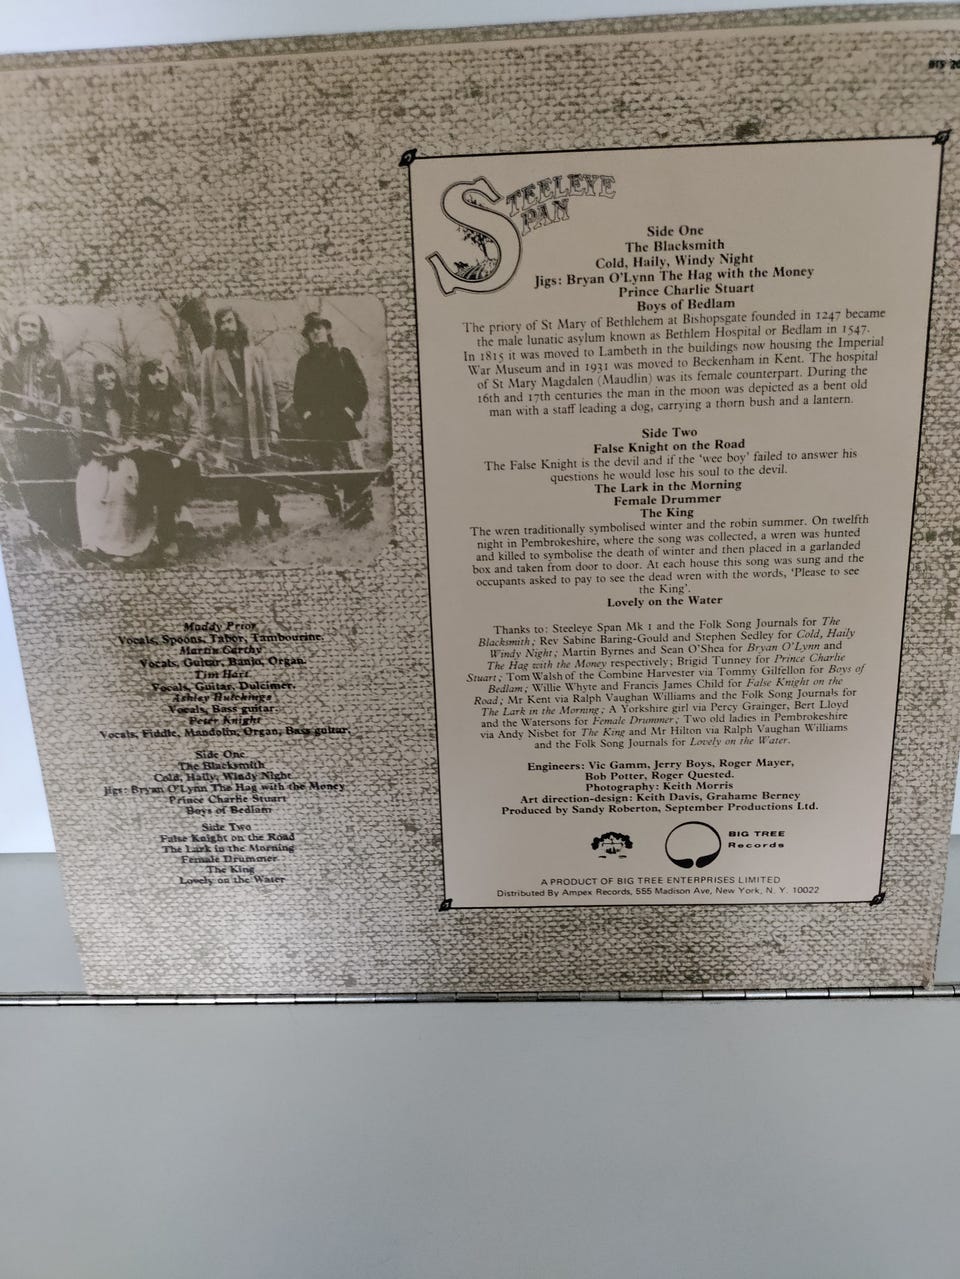 BTS 20
STEELEYE
SPAN
Side One
The Blacksmith
Cold, Haily, Windy Night
Jigs: Bryan O'Lynn The Hag with the Money
Prince Charlie Stuart
Boys of Bedlam
The priory of St Mary of Bethlehem at Bishopsgate founded in 1247 became
the male lunatic asylum known as Bethlem Hospital or Bedlam in 1547.
In 1815 it was moved to Lambeth in the buildings now housing the Imperial
War Museum and in 1931 was moved to Beckenham in Kent. The hospital
of St Mary Magdalen (Maudlin) was its female counterpart. During the
16th and 17th centuries the man in the moon was depicted as a bent old
man with a staff leading a dog, carrying a thorn bush and a lantern.
Side Two
False Knight on the Road
The False Knight is the devil and if the 'wee boy' failed to answer his
questions he would lose his soul to the devil.
The Lark in the Morning
Female Drummer
The King
The wren traditionally symbolised winter and the robin summer. On twelfth
night in Pembrokeshire, where the song was collected, a wren was hunted
and killed to symbolise the death of winter and then placed in a garlanded
box and taken from door to door. At each house this song was sung and the
occupants asked to pay to see the dead wren with the words, 'Please to see
the King'.
Lovely on the Water
Thanks to: Steeleye Span Mk 1 and the Folk Song Journals for The
Blacksmith; Rev Sabine Baring-Gould and Stephen Sedley for Cold, Haily
Windy Night; Martin Byrnes and Sean O'Shea for Bryan O'Lynn and
The Hag with the Money respectively; Brigid Tunney for Prince Charlie
Stuart; Tom Walsh of the Combine Harvester via Tommy Gilfellon for Boys of
Bedlam; Willie Whyte and Francis James Child for False Knight on the
Road; Mr Kent via Ralph Vaughan Williams and the Folk Song Journals for
The Lark in the Morning; A Yorkshire girl via Percy Grainger, Bert Lloyd
and the Watersons for Female Drummer; Two old ladies in Pembrokeshire
via Andy Nisbet for The King and Mr Hilton via Ralph Vaughan Williams
and the Folk Song Journals for Lovely on the Water.
Engineers: Vic Gamm, Jerry Boys, Roger Mayer,
Bob Potter, Roger Quested.
Photography: Keith Morris
Art direction-design: Keith Davis, Grahame Berney
Produced by Sandy Roberton, September Productions Ltd.
BIG TREE
Records
A PRODUCT OF BIG TREE ENTERPRISES LIMITED
Distributed By Ampex Records, 555 Madison Ave, New York, N. Y. 10022
Maddy Prior
Vocals, Spoons, Tabor, Tambourine.
Martin Carthy
Vocals, Guitar, Banjo, Organ.
Tim Hart
Vocals, Guitar, Dulcimer.
Ashley Hutchings
Vocals, Bass guitar.
Peter Knight
Vocals, Fiddle, Mandolin, Organ, Bass guitar.
Side One
The Blacksmith
Cold, Haily, Windy Night
Jigs: Bryan O'Lynn The Hag with the Money
Prince Charlie Stuart
Boys of Bedlam
Side Two
False Knight on the Road
The Lark in the Morning
Female Drummer
The King
Lovely on the Water